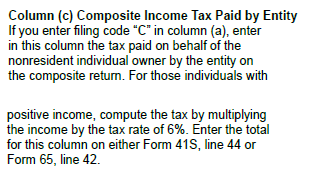 Column (c) Composite Income Tax Paid by Entity
If you enter filing code “C” in column (a), enter
in this column the tax paid on behalf of the
nonresident individual owner by the entity on
the composite return. For those individuals with
positive income, compute the tax by multiplying
the income by the tax rate of 6%. Enter the total
for this column on either Form 41S, line 44 or
Form 65, line 42.